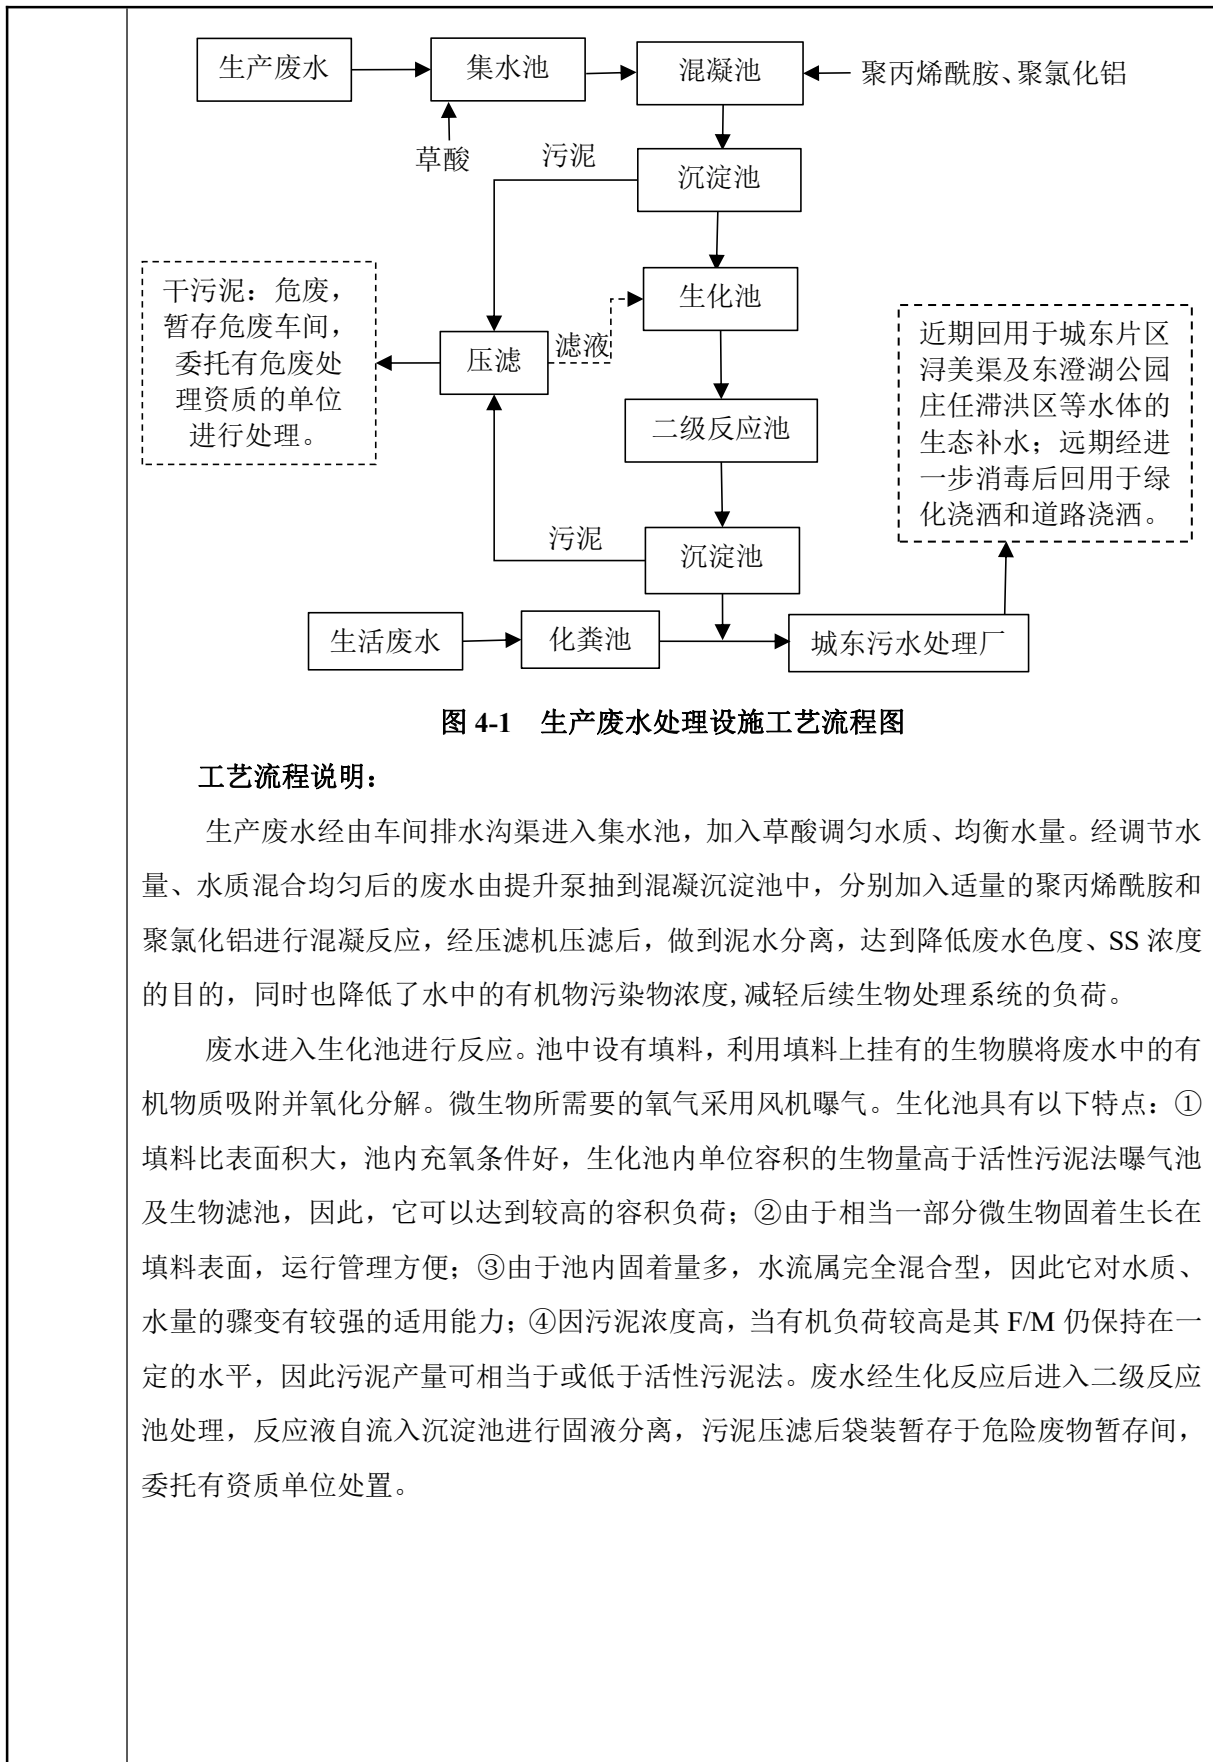 生产废水
集水池
混凝池
聚丙烯酰胺、聚氯化铝
草酸
污泥
沉淀池
生化池
干污泥：危废，
暂存危废车间，
委托有危废处
理资质的单位
进行处理。
压滤
滤液
近期回用于城东片区
浔美渠及东澄湖公园
庄任滞洪区等水体的
生态补水；远期经进
一步消毒后回用于绿
化浇洒和道路浇洒。
二级反应池
污泥
沉淀池
生活废水
化粪池
城东污水处理厂
图 4-1 生产废水处理设施工艺流程图
工艺流程说明：
生产废水经由车间排水沟渠进入集水池，加入草酸调匀水质、均衡水量。经调节水
量、水质混合均匀后的废水由提升泵抽到混凝沉淀池中，分别加入适量的聚丙烯酰胺和
聚氯化铝进行混凝反应，经压滤机压滤后，做到泥水分离，达到降低废水色度、SS 浓度
的目的，同时也降低了水中的有机物污染物浓度,减轻后续生物处理系统的负荷。
废水进入生化池进行反应。池中设有填料，利用填料上挂有的生物膜将废水中的有
机物质吸附并氧化分解。微生物所需要的氧气采用风机曝气。生化池具有以下特点：①
填料比表面积大，池内充氧条件好，生化池内单位容积的生物量高于活性污泥法曝气池
及生物滤池，因此，它可以达到较高的容积负荷；②由于相当一部分微生物固着生长在
填料表面，运行管理方便；③由于池内固着量多，水流属完全混合型，因此它对水质、
水量的骤变有较强的适用能力；④因污泥浓度高，当有机负荷较高是其 F/M 仍保持在一
定的水平，因此污泥产量可相当于或低于活性污泥法。废水经生化反应后进入二级反应
池处理，反应液自流入沉淀池进行固液分离，污泥压滤后袋装暂存于危险废物暂存间，
委托有资质单位处置。